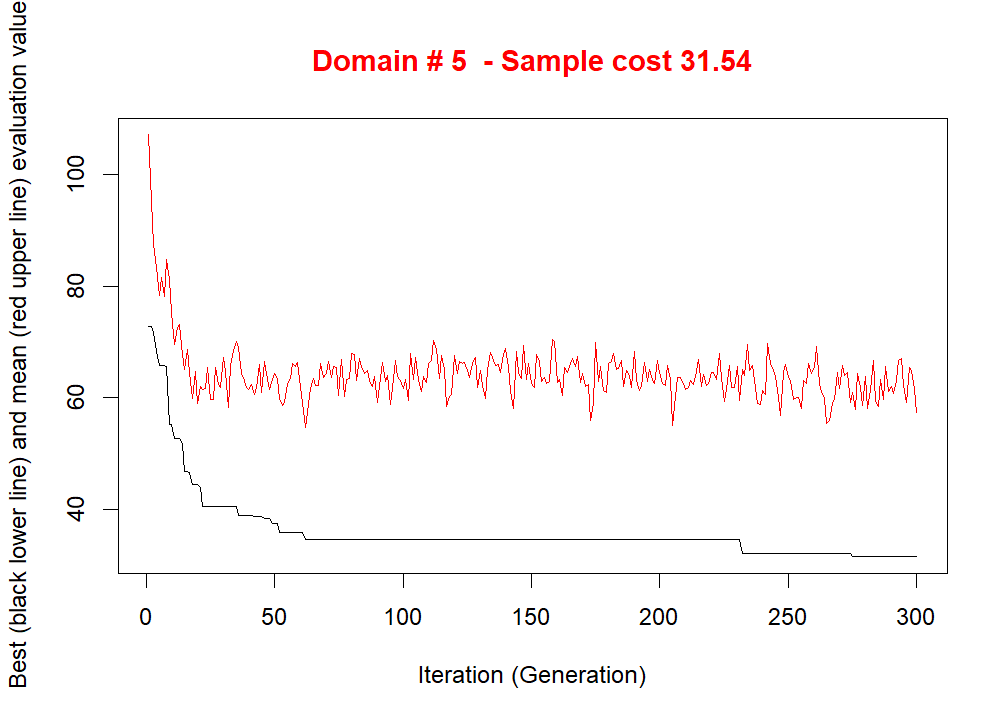 Domain # 5  - Sample cost 31.54
Best (black lower line) and mean (red upper line) evaluation value
100
80
60
40
0 50 100 150 200 250 300
Iteration (Generation)